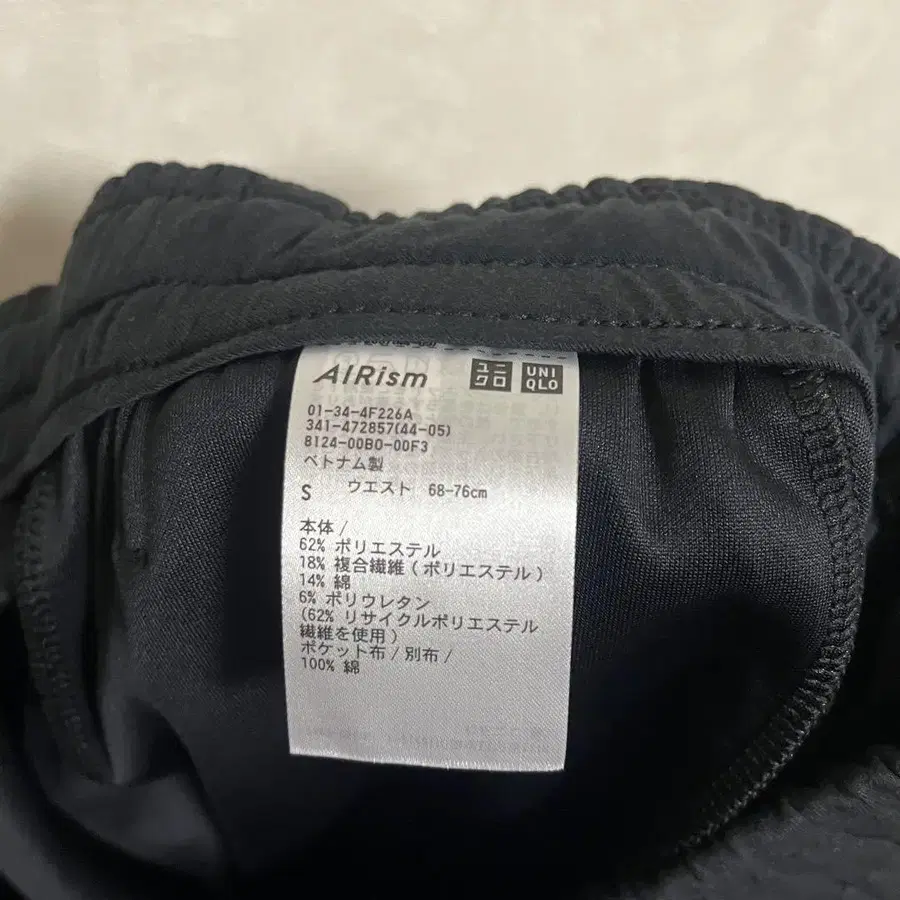 AIRism
ユニ
クロ
UNI
QLO
01-34-4F226A
341-472857(44-05)
8124-00B0-00F3
ベトナム製
S ウエスト 68-76cm
本体/
62% ポリエステル
18% 複合繊維(ポリエステル)
14% 綿
6% ポリウレタン
(62% リサイクルポリエステル
繊維を使用)
ポケット布/別布/
100% 綿